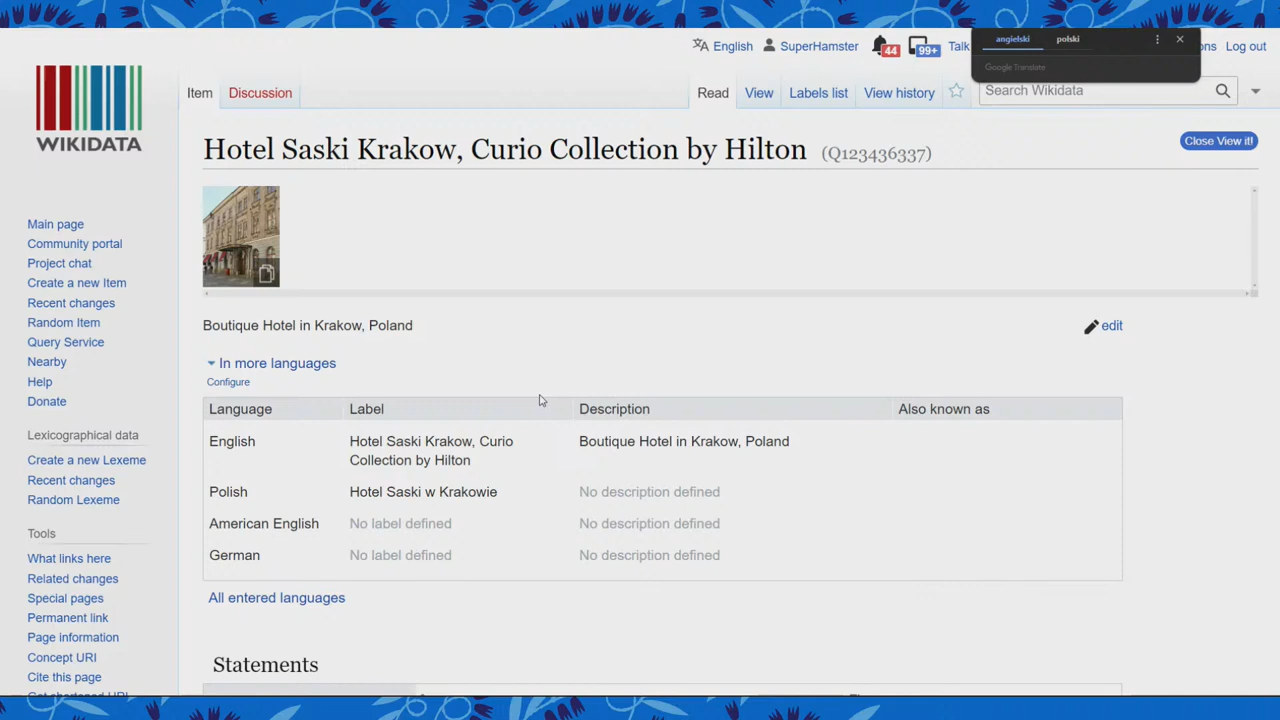 English SuperHamster 44 99+ Talk Log out
angielski polski
Google Translate
WIKIDATA
Item Discussion Read View Labels list View history Search Wikidata
Hotel Saski Krakow, Curio Collection by Hilton (Q123436337) Close View it!
Boutique Hotel in Krakow, Poland edit
In more languages
Configure
Language Label Description Also known as
English Hotel Saski Krakow, Curio Boutique Hotel in Krakow, Poland
Collection by Hilton
Polish Hotel Saski w Krakowie No description defined
American English No label defined No description defined
German No label defined No description defined
All entered languages
Statements
Main page
Community portal
Project chat
Create a new Item
Recent changes
Random Item
Query Service
Nearby
Help
Donate
Lexicographical data
Create a new Lexeme
Recent changes
Random Lexeme
Tools
What links here
Related changes
Special pages
Permanent link
Page information
Concept URI
Cite this page